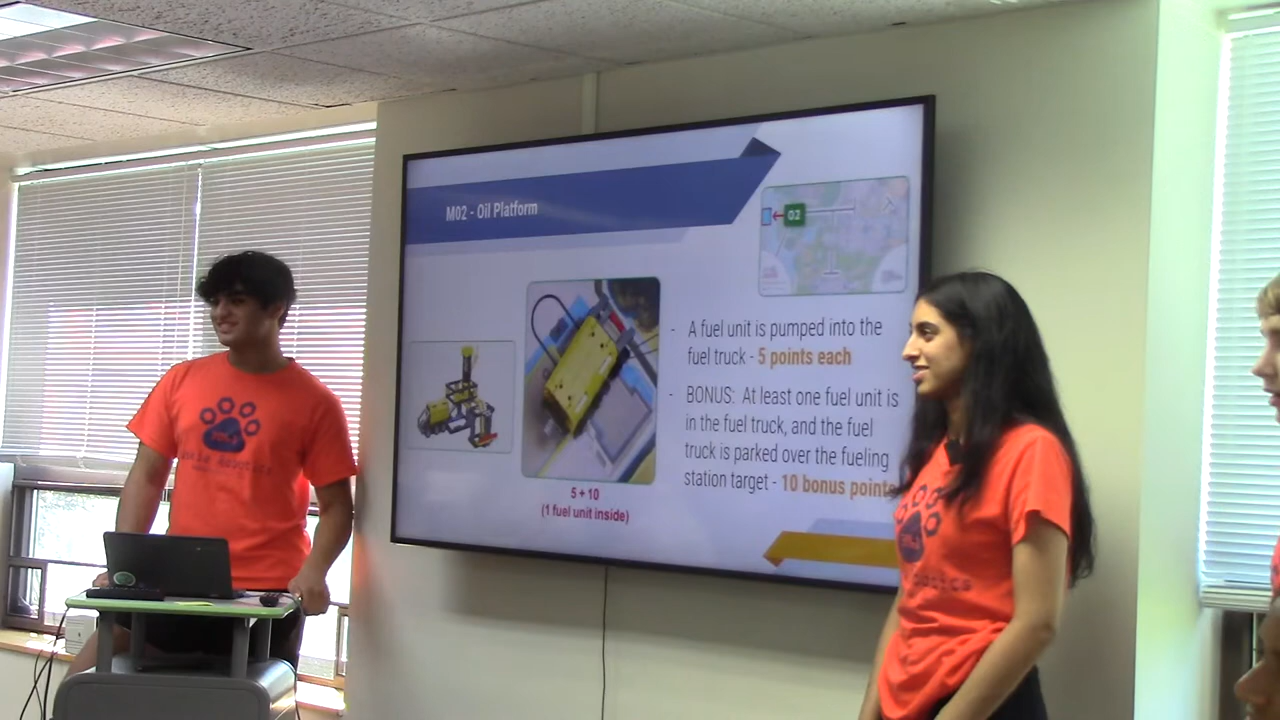 M02 - Oil Platform
02
- A fuel unit is pumped into the
fuel truck - 5 points each
- BONUS: At least one fuel unit is
in the fuel truck, and the fuel
truck is parked over the fueling
station target - 10 bonus points
5 + 10
(1 fuel unit inside)